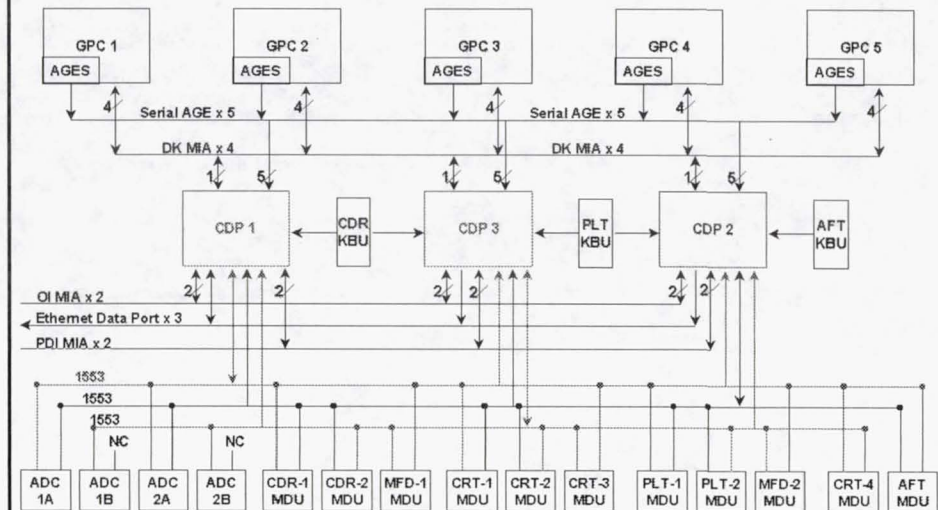 GPC 1 GPC 2 GPC 3 GPC 4 GPC 5
AGES AGES AGES AGES AGES
4 4 4 4 4
Serial AGE x 5 Serial AGE x 5
DK MIA x 4 DK MIA x 4
1 5 1 5 1 5
CDP 1 CDR KBU CDP 3 PLT KBU CDP 2 AFT KBU
2 2 2 2 2 2
OI MIA x 2
Ethernet Data Port x 3
PDI MIA x 2
1553
1553
1553
NC NC
ADC ADC ADC ADC CDR-1 CDR-2 MFD-1 CRT-1 CRT-2 CRT-3 PLT-1 PLT-2 MFD-2 CRT-4 AFT
1A 1B 2A 2B MDU MDU MDU MDU MDU MDU MDU MDU MDU MDU MDU